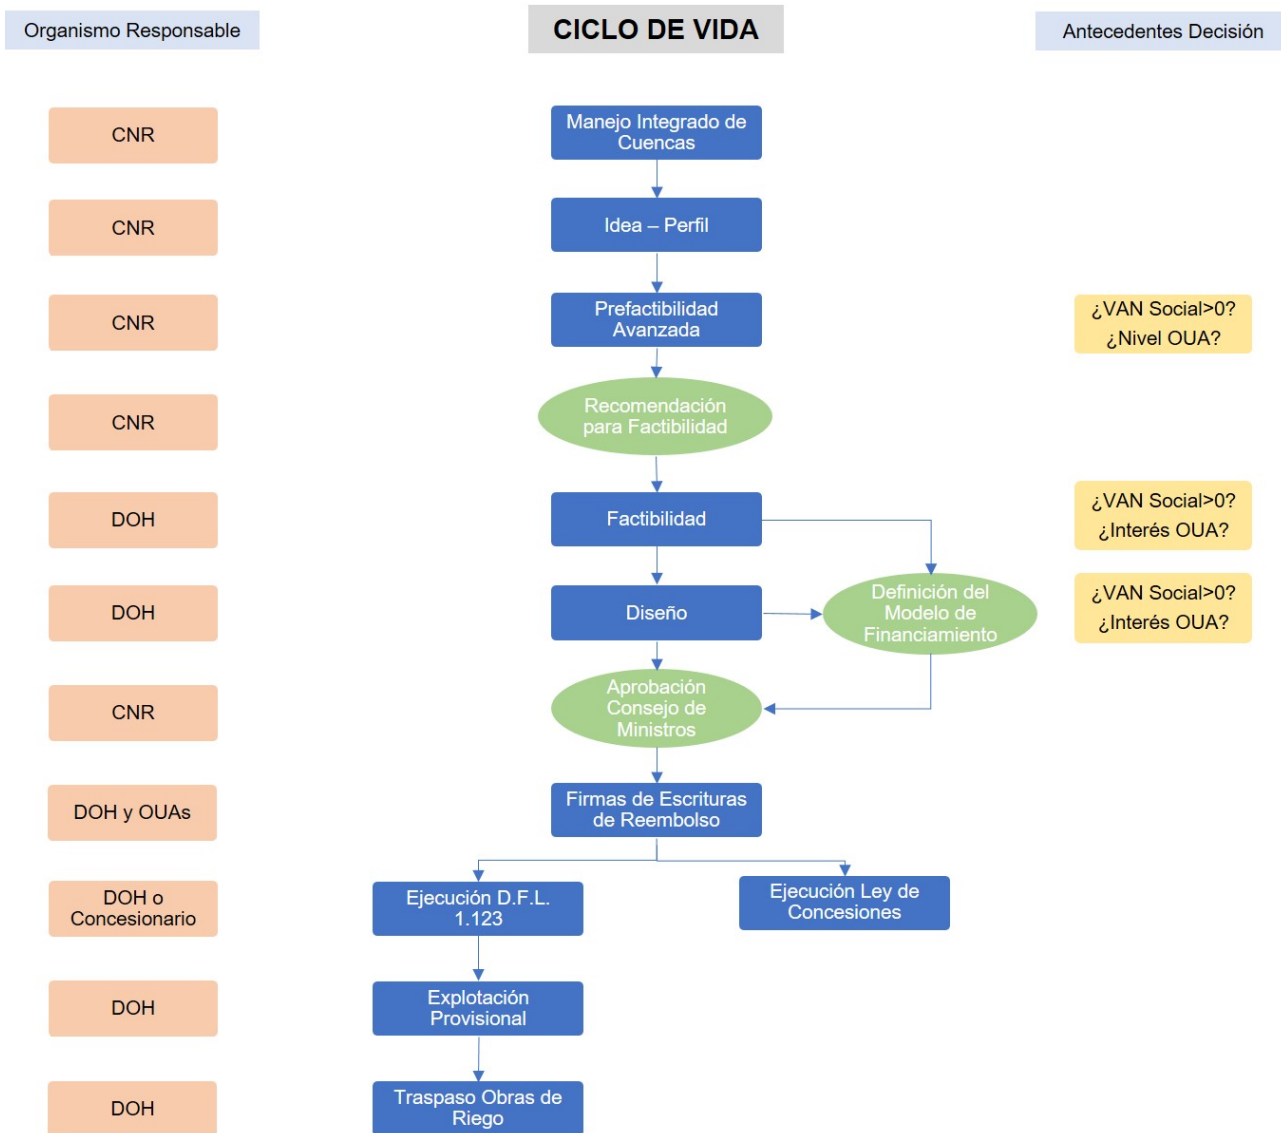 Organismo Responsable
CICLO DE VIDA
Antecedentes Decisión
CNR
Manejo Integrado de
Cuencas
CNR
Idea – Perfil
CNR
Prefactibilidad
Avanzada
¿VAN Social>0?
¿Nivel OUA?
CNR
Recomendación
para Factibilidad
DOH
Factibilidad
¿VAN Social>0?
¿Interés OUA?
DOH
Diseño
Definición del
Modelo de
Financiamiento
¿VAN Social>0?
¿Interés OUA?
CNR
Aprobación
Consejo de
Ministros
DOH y OUAs
Firmas de Escrituras
de Reembolso
DOH o
Concesionario
Ejecución D.F.L.
1.123
Ejecución Ley de
Concesiones
DOH
Explotación
Provisional
DOH
Traspaso Obras de
Riego